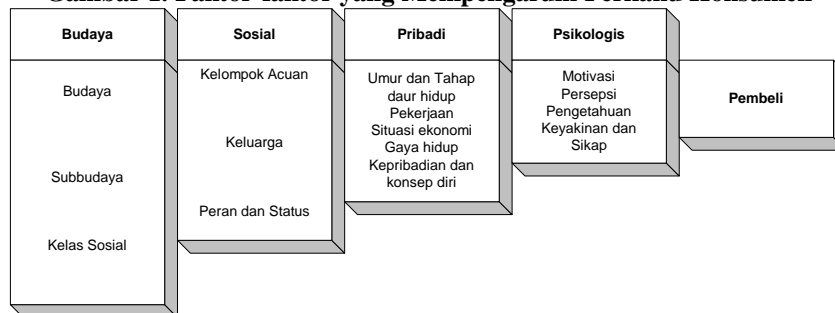 Gambar 1. Faktor-faktor yang Mempengaruhi Perilaku Konsumen
Budaya
Budaya
Subbudaya
Kelas Sosial
Sosial
Kelompok Acuan
Keluarga
Peran dan Status
Pribadi
Umur dan Tahap
daur hidup
Pekerjaan
Situasi ekonomi
Gaya hidup
Kepribadian dan
konsep diri
Psikologis
Motivasi
Persepsi
Pengetahuan
Keyakinan dan
Sikap
Pembeli